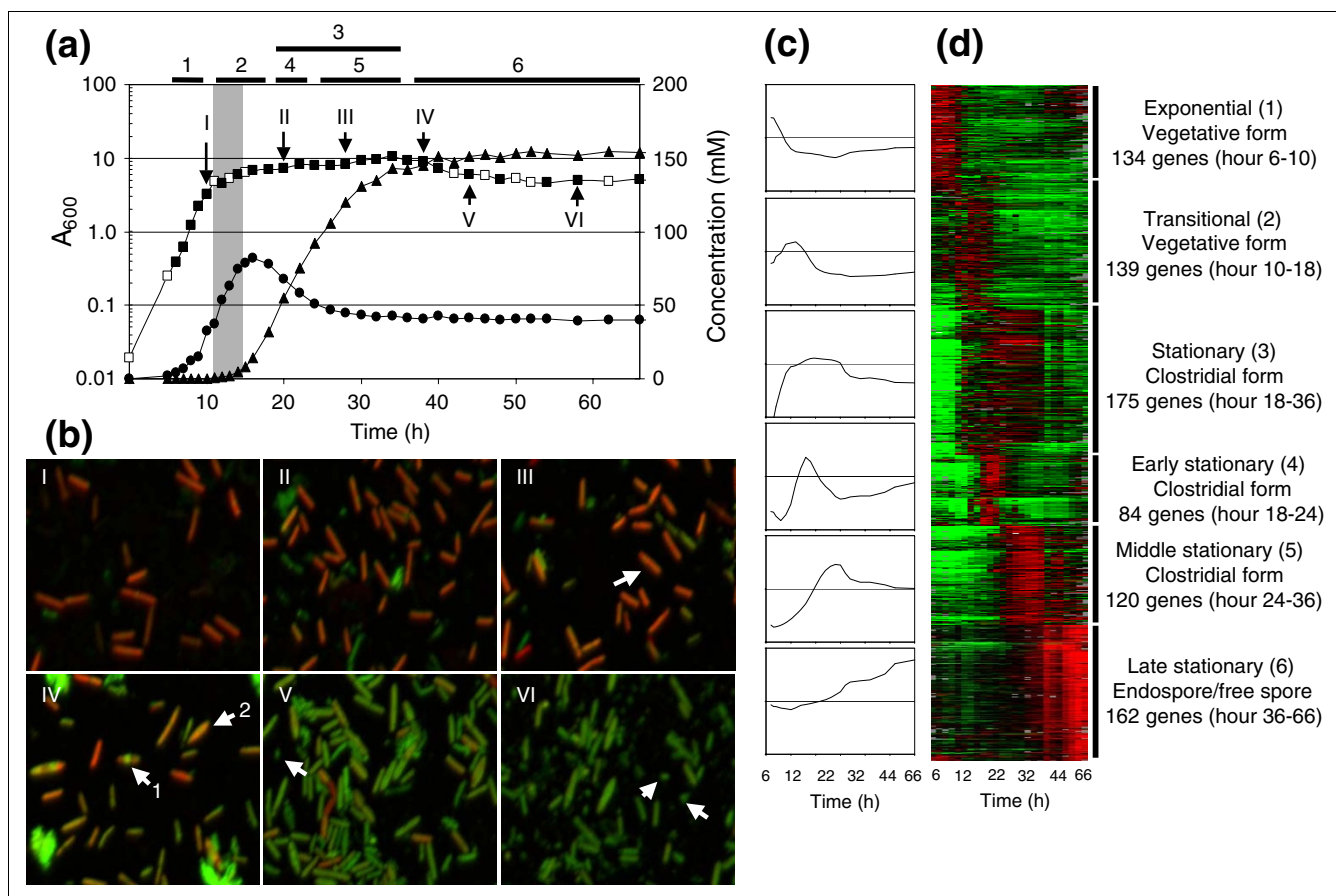 (a)
3
1 2 4 5 6
100
10
1.0
0.1
0.01
A600
200
150
100
50
0
Concentration (mM)
I II III IV
V VI
10 20 30 40 50 60
Time (h)
(b)
I II III
IV V VI
2
1
(c)
6 12 22 32 44 66
Time (h)
(d)
6 12 22 32 44 66
Time (h)
Exponential (1)
Vegetative form
134 genes (hour 6-10)
Transitional (2)
Vegetative form
139 genes (hour 10-18)
Stationary (3)
Clostridial form
175 genes (hour 18-36)
Early stationary (4)
Clostridial form
84 genes (hour 18-24)
Middle stationary (5)
Clostridial form
120 genes (hour 24-36)
Late stationary (6)
Endospore/free spore
162 genes (hour 36-66)